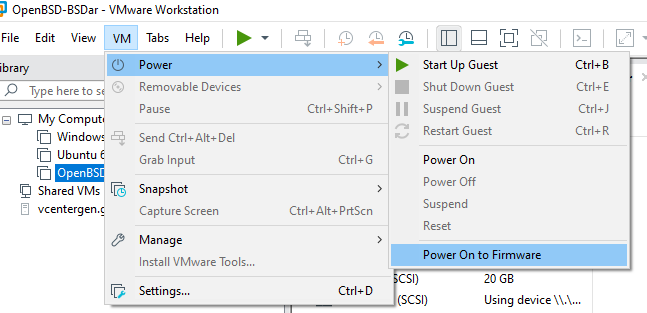 OpenBSD-BSDar - VMware Workstation
File Edit View VM Tabs Help
Library
Type here to se
My Compute
Windows
Ubuntu 6
OpenBSD
Shared VMs
vcentergen.g
Power
Removable Devices
Pause Ctrl+Shift+P
Send Ctrl+Alt+Del
Grab Input Ctrl+G
Snapshot
Capture Screen Ctrl+Alt+PrtScn
Manage
Install VMware Tools...
Settings... Ctrl+D
Start Up Guest Ctrl+B
Shut Down Guest Ctrl+E
Suspend Guest Ctrl+J
Restart Guest Ctrl+R
Power On
Power Off
Suspend
Reset
Power On to Firmware
(SCSI) 20 GB
(SCSI) Using device \\.\...